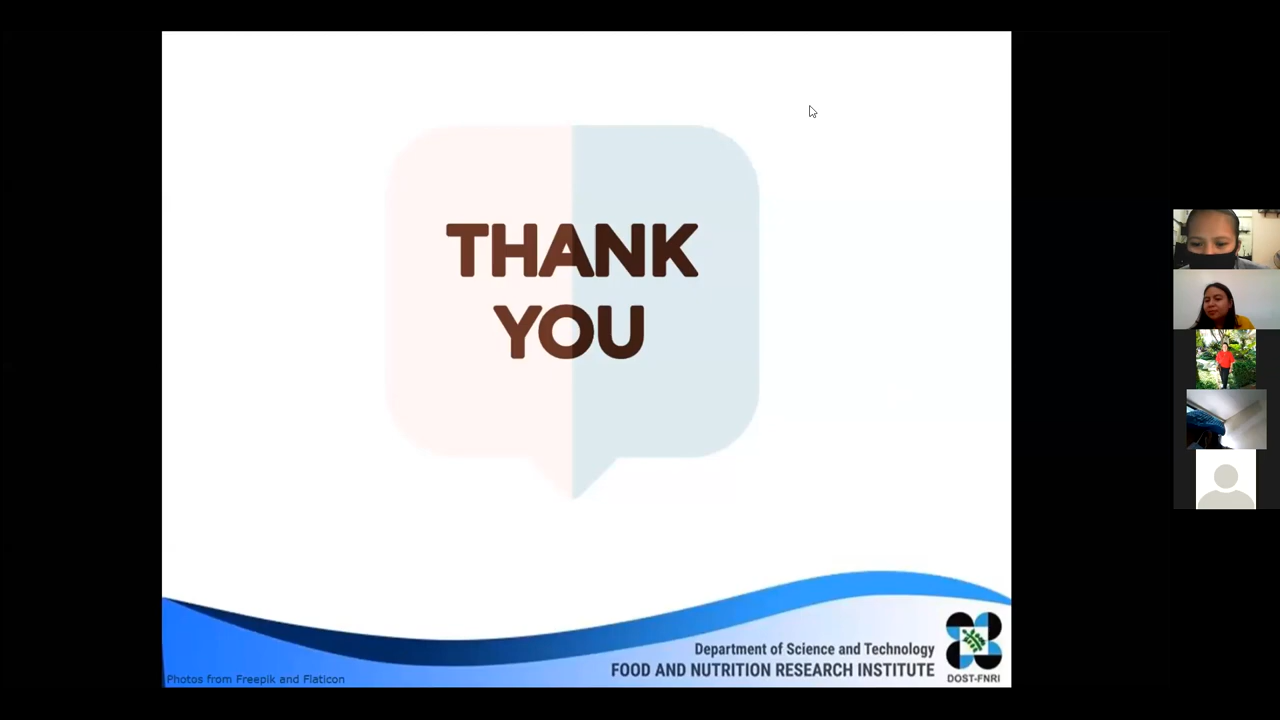 THANK
YOU
Department of Science and Technology
FOOD AND NUTRITION RESEARCH INSTITUTE
DOST-FNRI
Photos from Freepik and Flaticon